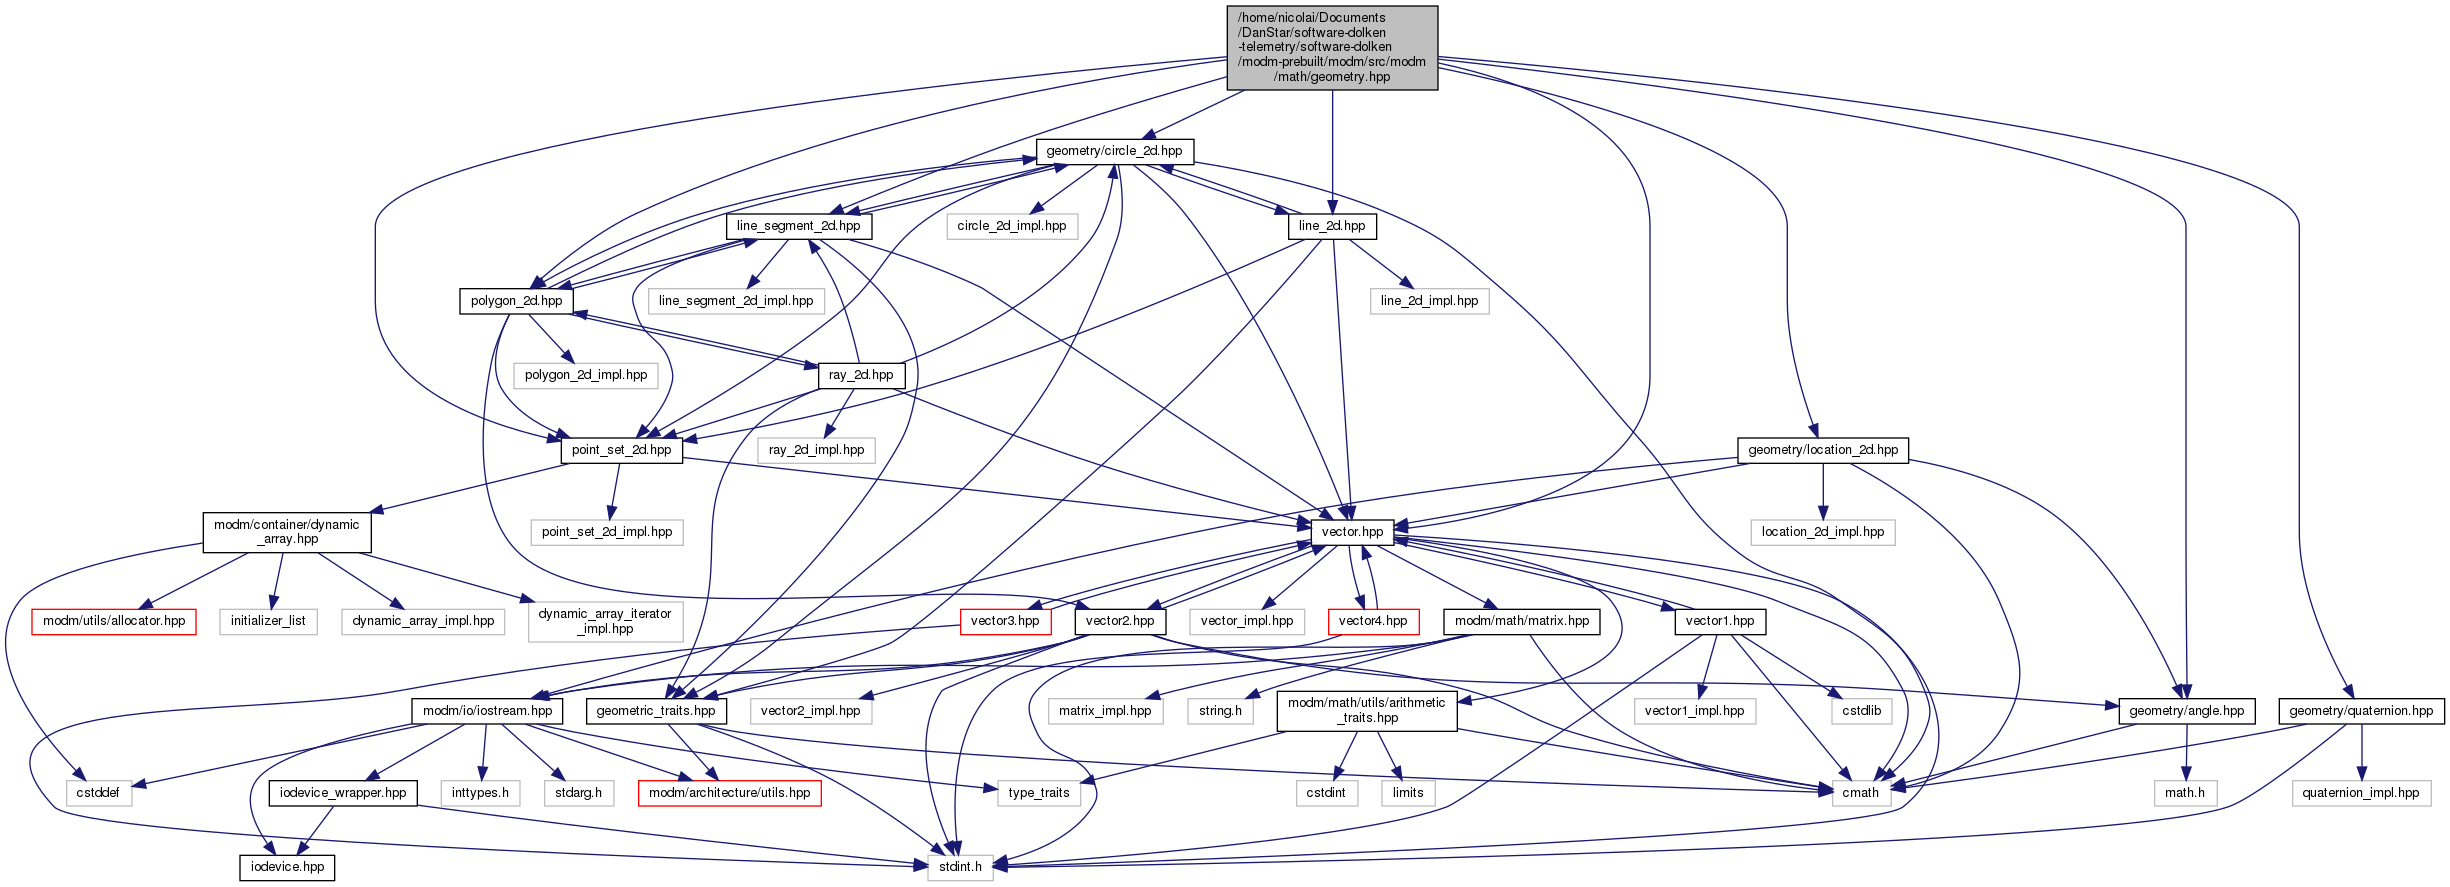 /home/nicolai/Documents
/DanStar/software-dolken
-telemetry/software-dolken
/modm-prebuilt/modm/src/modm
/math/geometry.hpp
geometry/circle_2d.hpp
line_segment_2d.hpp
circle_2d_impl.hpp
line_2d.hpp
polygon_2d.hpp
line_segment_2d_impl.hpp
line_2d_impl.hpp
polygon_2d_impl.hpp
ray_2d.hpp
point_set_2d.hpp
ray_2d_impl.hpp
geometry/location_2d.hpp
modm/container/dynamic
_array.hpp
point_set_2d_impl.hpp
vector.hpp
location_2d_impl.hpp
modm/utils/allocator.hpp
initializer_list
dynamic_array_impl.hpp
dynamic_array_iterator
_impl.hpp
vector3.hpp
vector2.hpp
vector_impl.hpp
vector4.hpp
modm/math/matrix.hpp
vector1.hpp
modm/io/iostream.hpp
geometric_traits.hpp
vector2_impl.hpp
matrix_impl.hpp
string.h
modm/math/utils/arithmetic
_traits.hpp
vector1_impl.hpp
cstdlib
geometry/angle.hpp
geometry/quaternion.hpp
cstddef
iodevice_wrapper.hpp
inttypes.h
stdarg.h
modm/architecture/utils.hpp
type_traits
cstdint
limits
cmath
math.h
quaternion_impl.hpp
iodevice.hpp
stdint.h